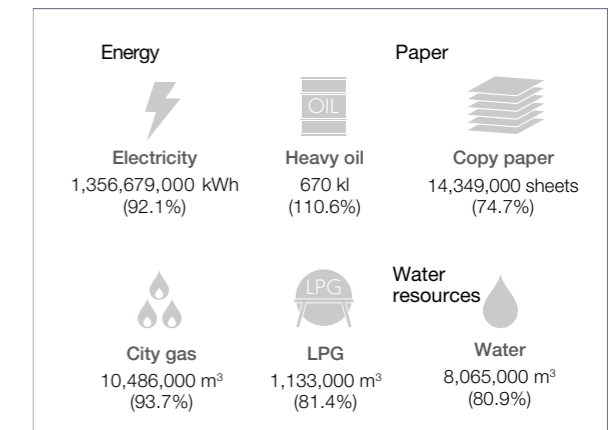 Energy
Paper
OIL
Electricity
1,356,679,000 kWh
(92.1%)
Heavy oil
670 kl
(110.6%)
Copy paper
14,349,000 sheets
(74.7%)
LPG
Water
resources
City gas
10,486,000 m³
(93.7%)
LPG
1,133,000 m³
(81.4%)
Water
8,065,000 m³
(80.9%)